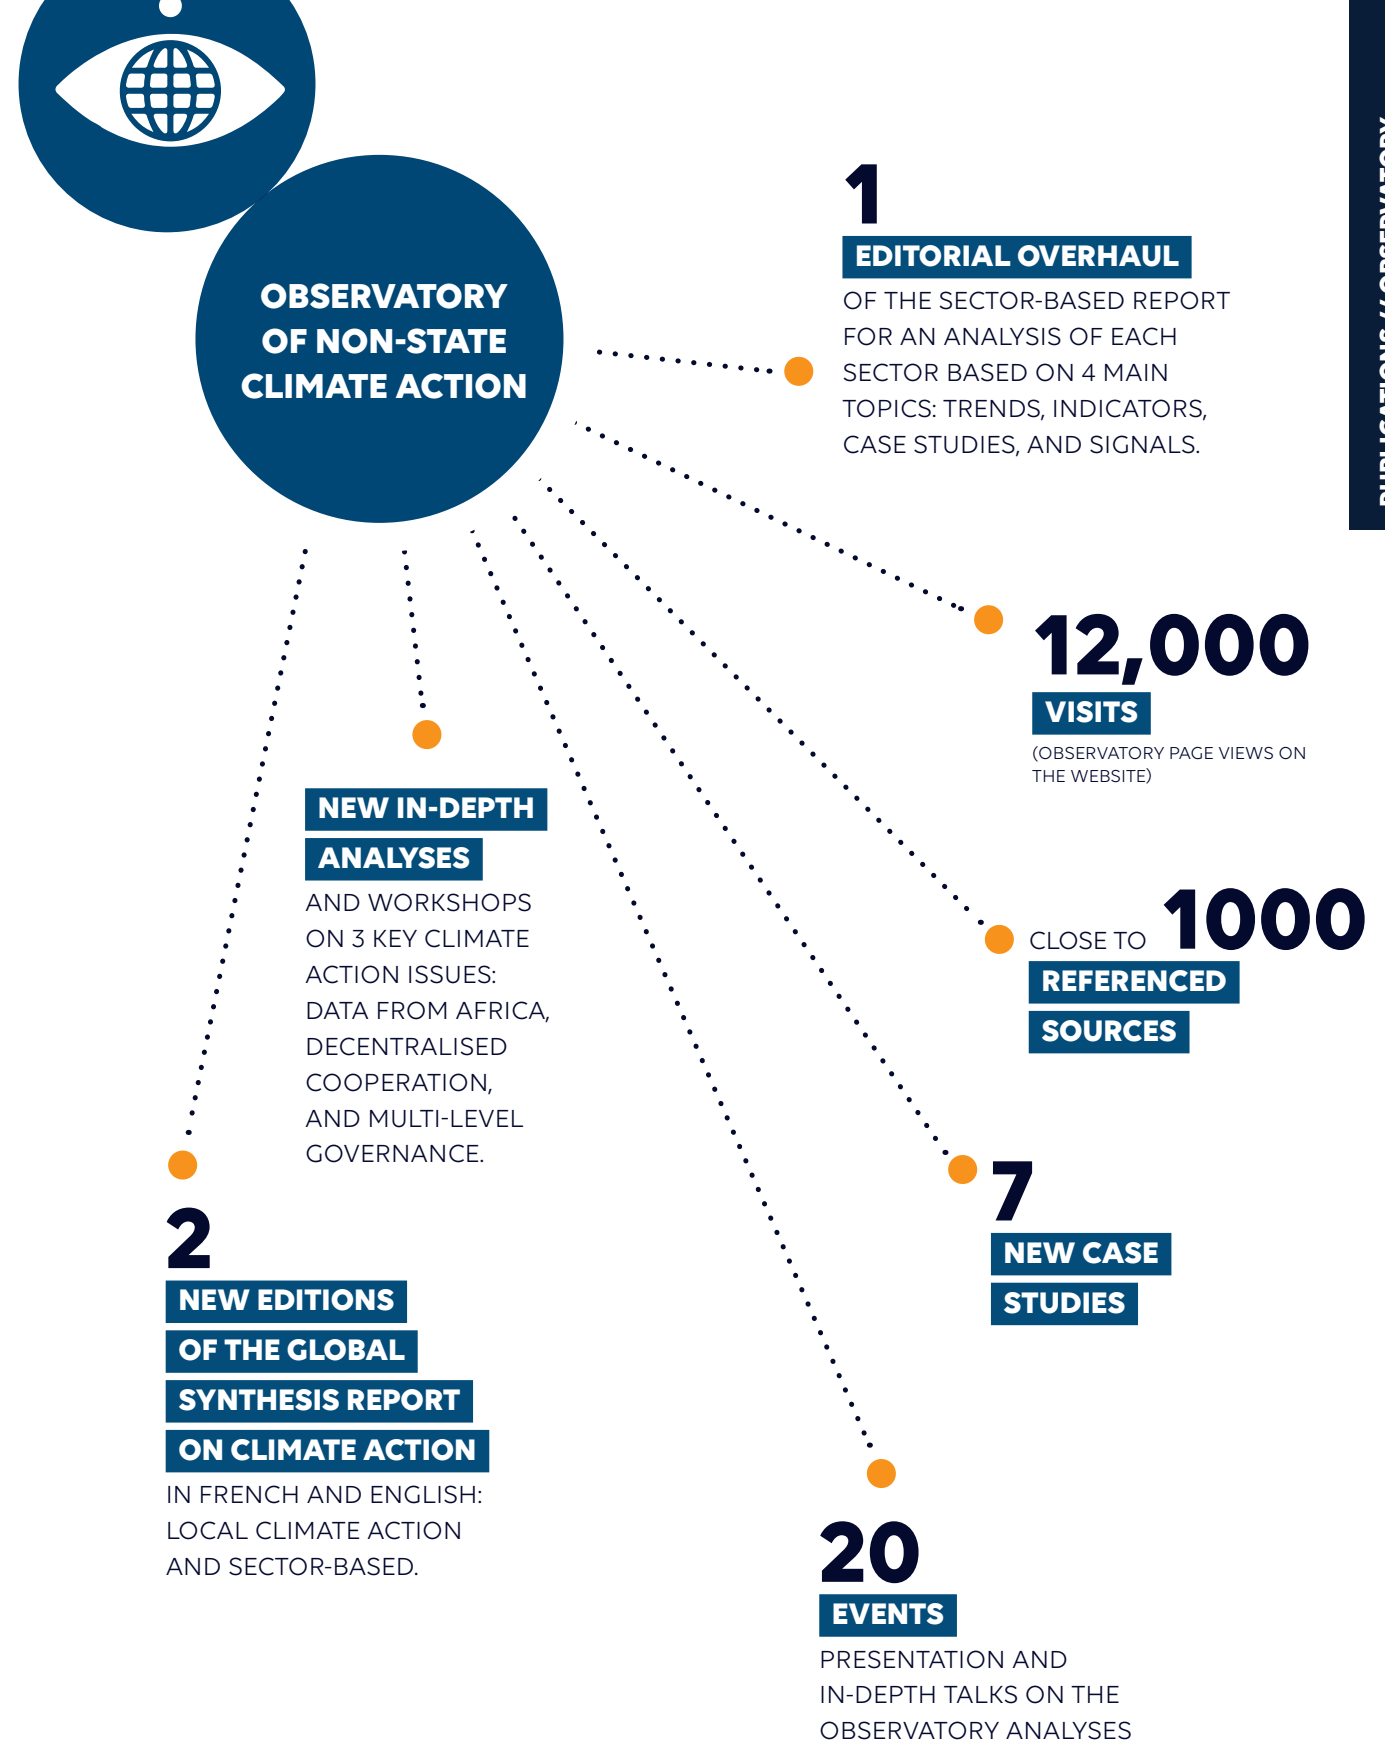 OBSERVATORY
OF NON-STATE
CLIMATE ACTION
1
EDITORIAL OVERHAUL
OF THE SECTOR-BASED REPORT
FOR AN ANALYSIS OF EACH
SECTOR BASED ON 4 MAIN
TOPICS: TRENDS, INDICATORS,
CASE STUDIES, AND SIGNALS.
12,000
VISITS
(OBSERVATORY PAGE VIEWS ON
THE WEBSITE)
CLOSE TO 1000
REFERENCED
SOURCES
7
NEW CASE
STUDIES
20
EVENTS
PRESENTATION AND
IN-DEPTH TALKS ON THE
OBSERVATORY ANALYSES
NEW IN-DEPTH
ANALYSES
AND WORKSHOPS
ON 3 KEY CLIMATE
ACTION ISSUES:
DATA FROM AFRICA,
DECENTRALISED
COOPERATION,
AND MULTI-LEVEL
GOVERNANCE.
2
NEW EDITIONS
OF THE GLOBAL
SYNTHESIS REPORT
ON CLIMATE ACTION
IN FRENCH AND ENGLISH:
LOCAL CLIMATE ACTION
AND SECTOR-BASED.
PUBLICATIONS // OBSERVATORY